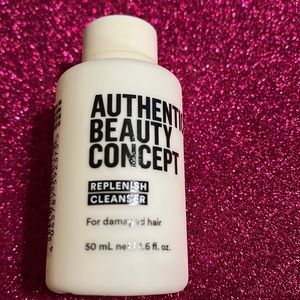 AUTHENTI
BEAUTY
CONCEPT
REPLENISH
CLEANSER
For damaged hair
50 mL net 1.6 fl. oz.